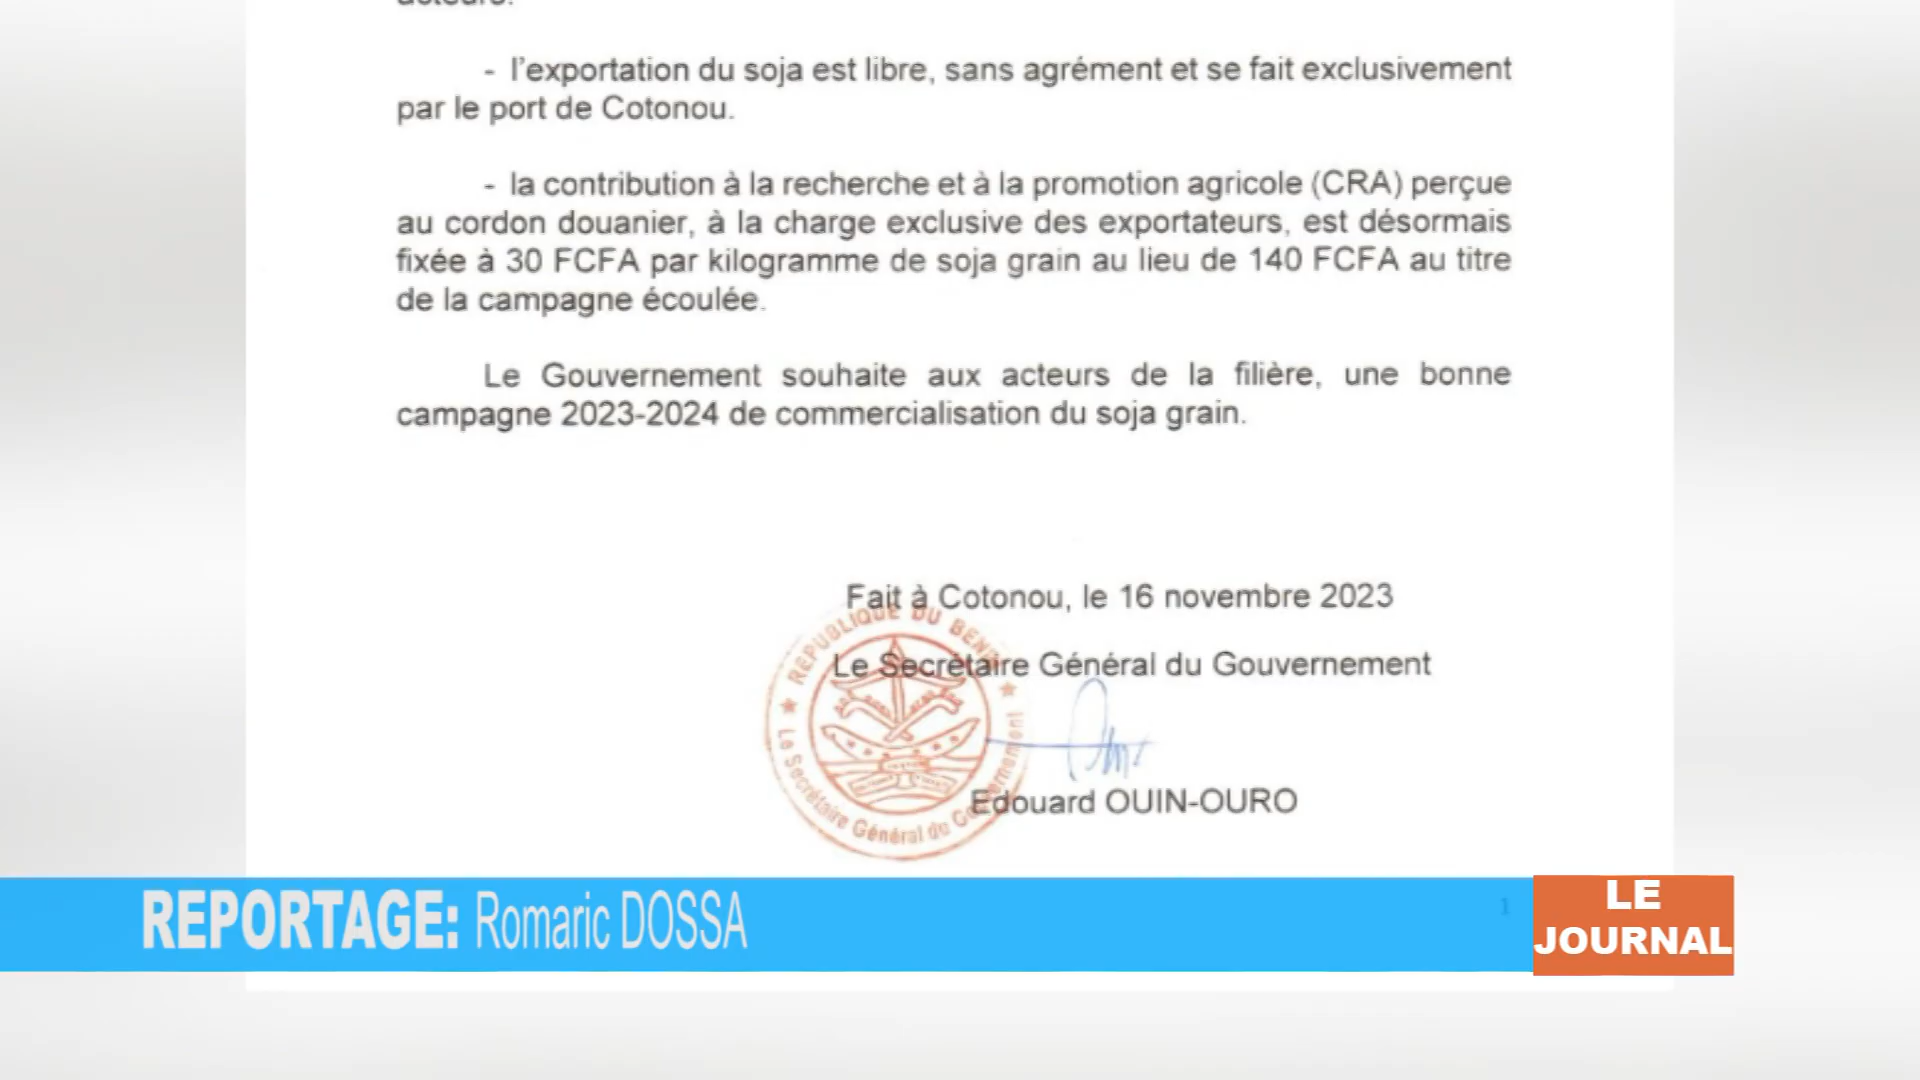 acteurs.
- l'exportation du soja est libre, sans agrément et se fait exclusivement
par le port de Cotonou.
- la contribution à la recherche et à la promotion agricole (CRA) perçue
au cordon douanier, à la charge exclusive des exportateurs, est désormais
fixée à 30 FCFA par kilogramme de soja grain au lieu de 140 FCFA au titre
de la campagne écoulée.
Le Gouvernement souhaite aux acteurs de la filière, une bonne
campagne 2023-2024 de commercialisation du soja grain.
Fait à Cotonou, le 16 novembre 2023
REPUBLIQUE DU BENIN
Le Secrétaire Général du Gouvernement
Le Secrétaire Général du Gouvernement
Edouard OUIN-OURO
1
REPORTAGE: Romaric DOSSA
LE
JOURNAL